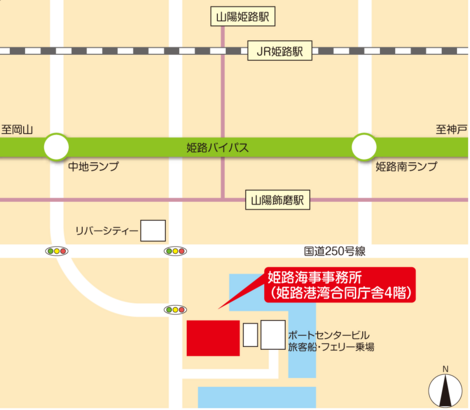 山陽姫路駅
JR姫路駅
至岡山
至神戸
姫路バイパス
中地ランプ
姫路南ランプ
山陽飾磨駅
リバーシティー
国道250号線
姫路海事事務所
（姫路港湾合同庁舎4階）
ポートセンタービル
旅客船・フェリー乗場
N